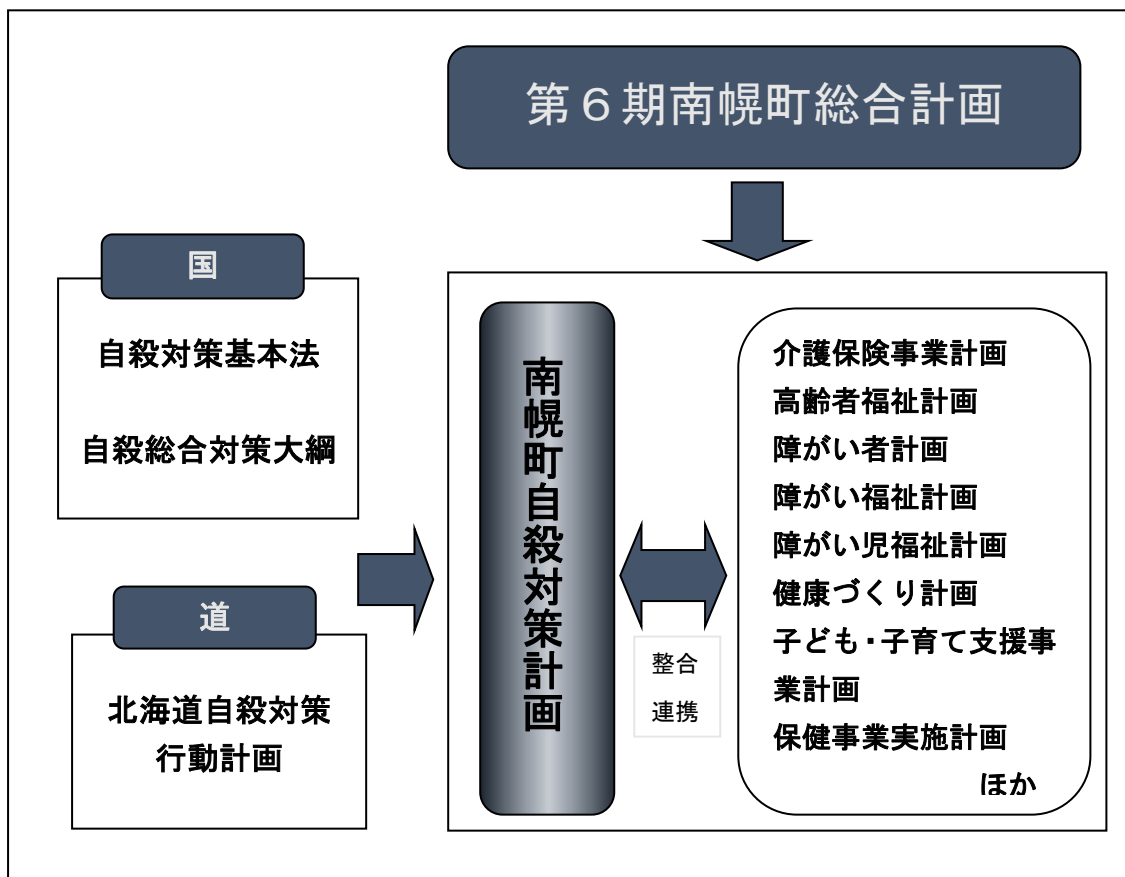 第６期南幌町総合計画
国
自殺対策基本法
自殺総合対策大綱
道
北海道自殺対策
行動計画
南幌町自殺対策計画
整合
連携
介護保険事業計画
高齢者福祉計画
障がい者計画
障がい福祉計画
障がい児福祉計画
健康づくり計画
子ども・子育て支援事
業計画
保健事業実施計画
ほか